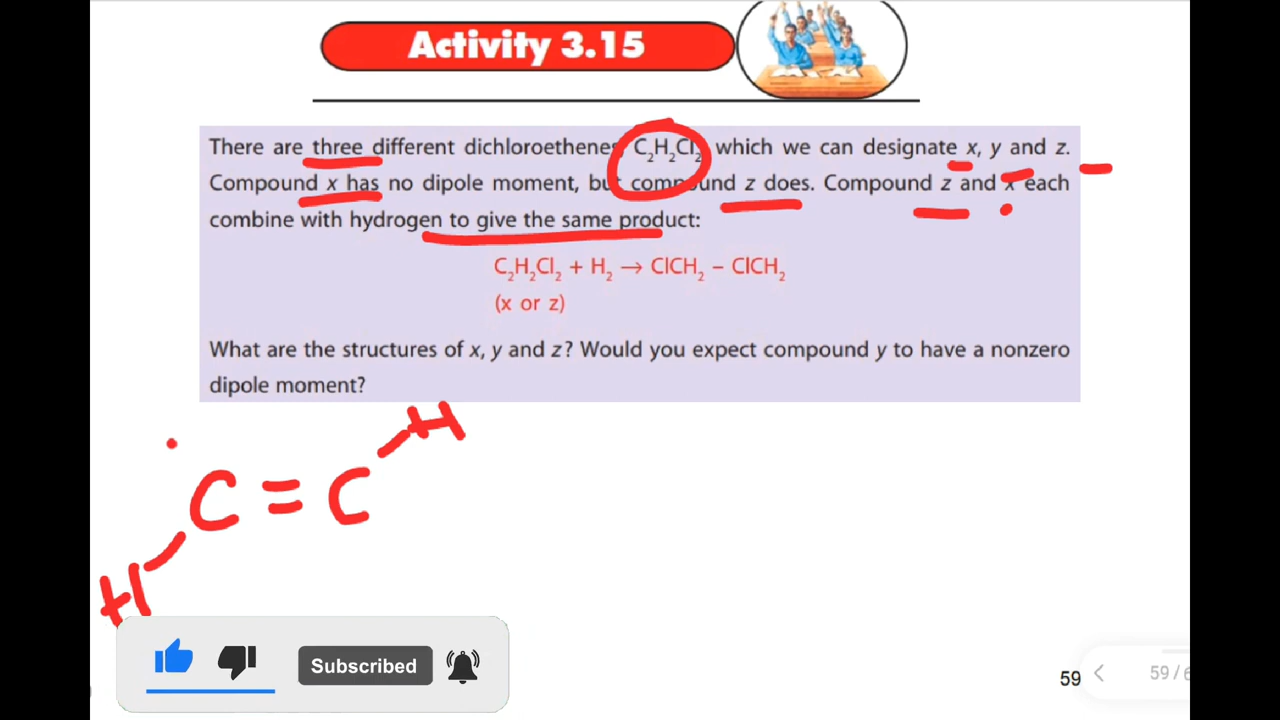 Activity 3.15
There are three different dichloroethenes, C₂H₂Cl₂ which we can designate x, y and z.
Compound x has no dipole moment, but compound z does. Compound z and x each
combine with hydrogen to give the same product:
C₂H₂Cl₂ + H₂ → ClCH₂ – ClCH₂
(x or z)
What are the structures of x, y and z? Would you expect compound y to have a nonzero
dipole moment?
H
C = C
H
Subscribed
59
59 / 6